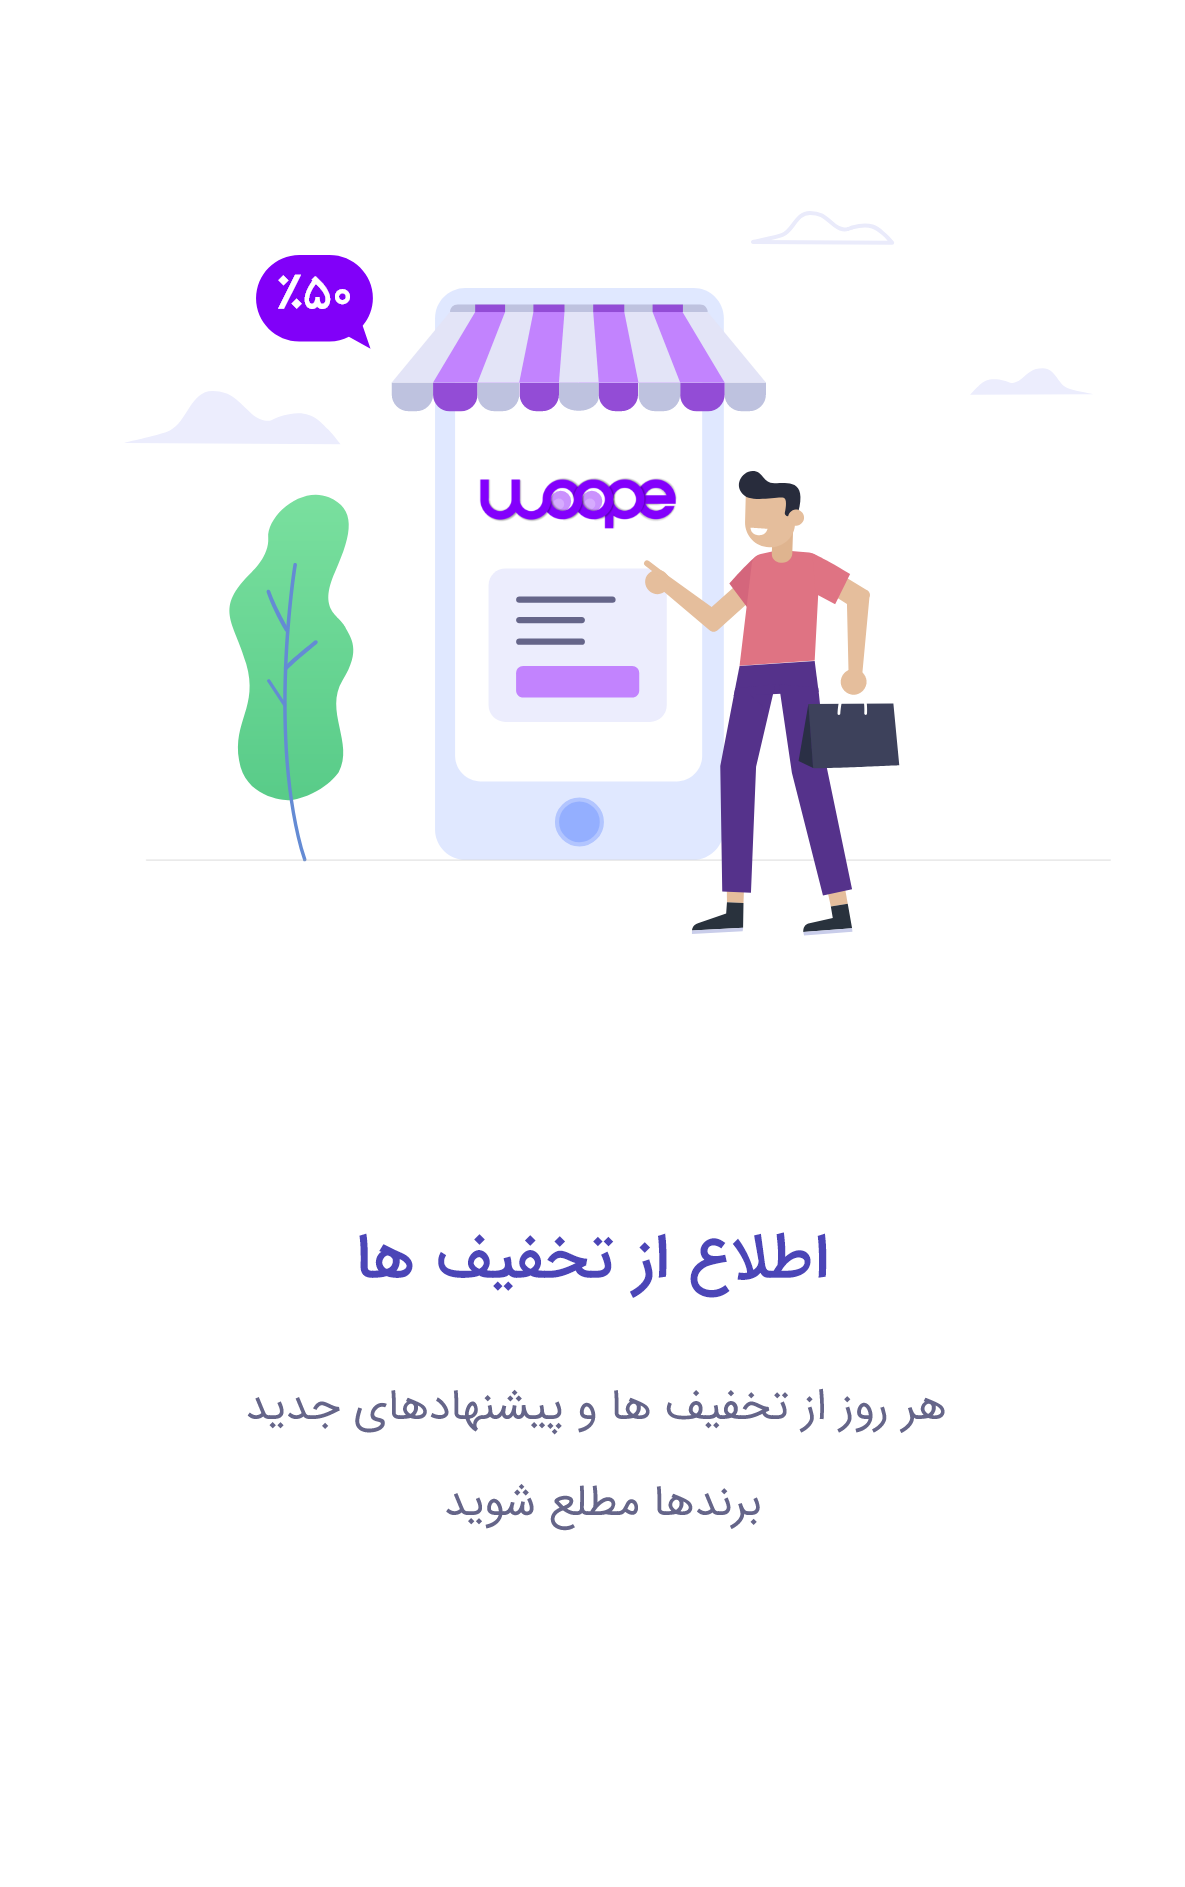 ٪۵۰
woope
اطلاع از تخفیف ها
هر روز از تخفیف ها و پیشنهادهای جدید
برندها مطلع شوید